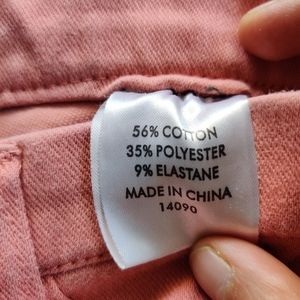 56% COTTON
35% POLYESTER
9% ELASTANE
MADE IN CHINA
14090